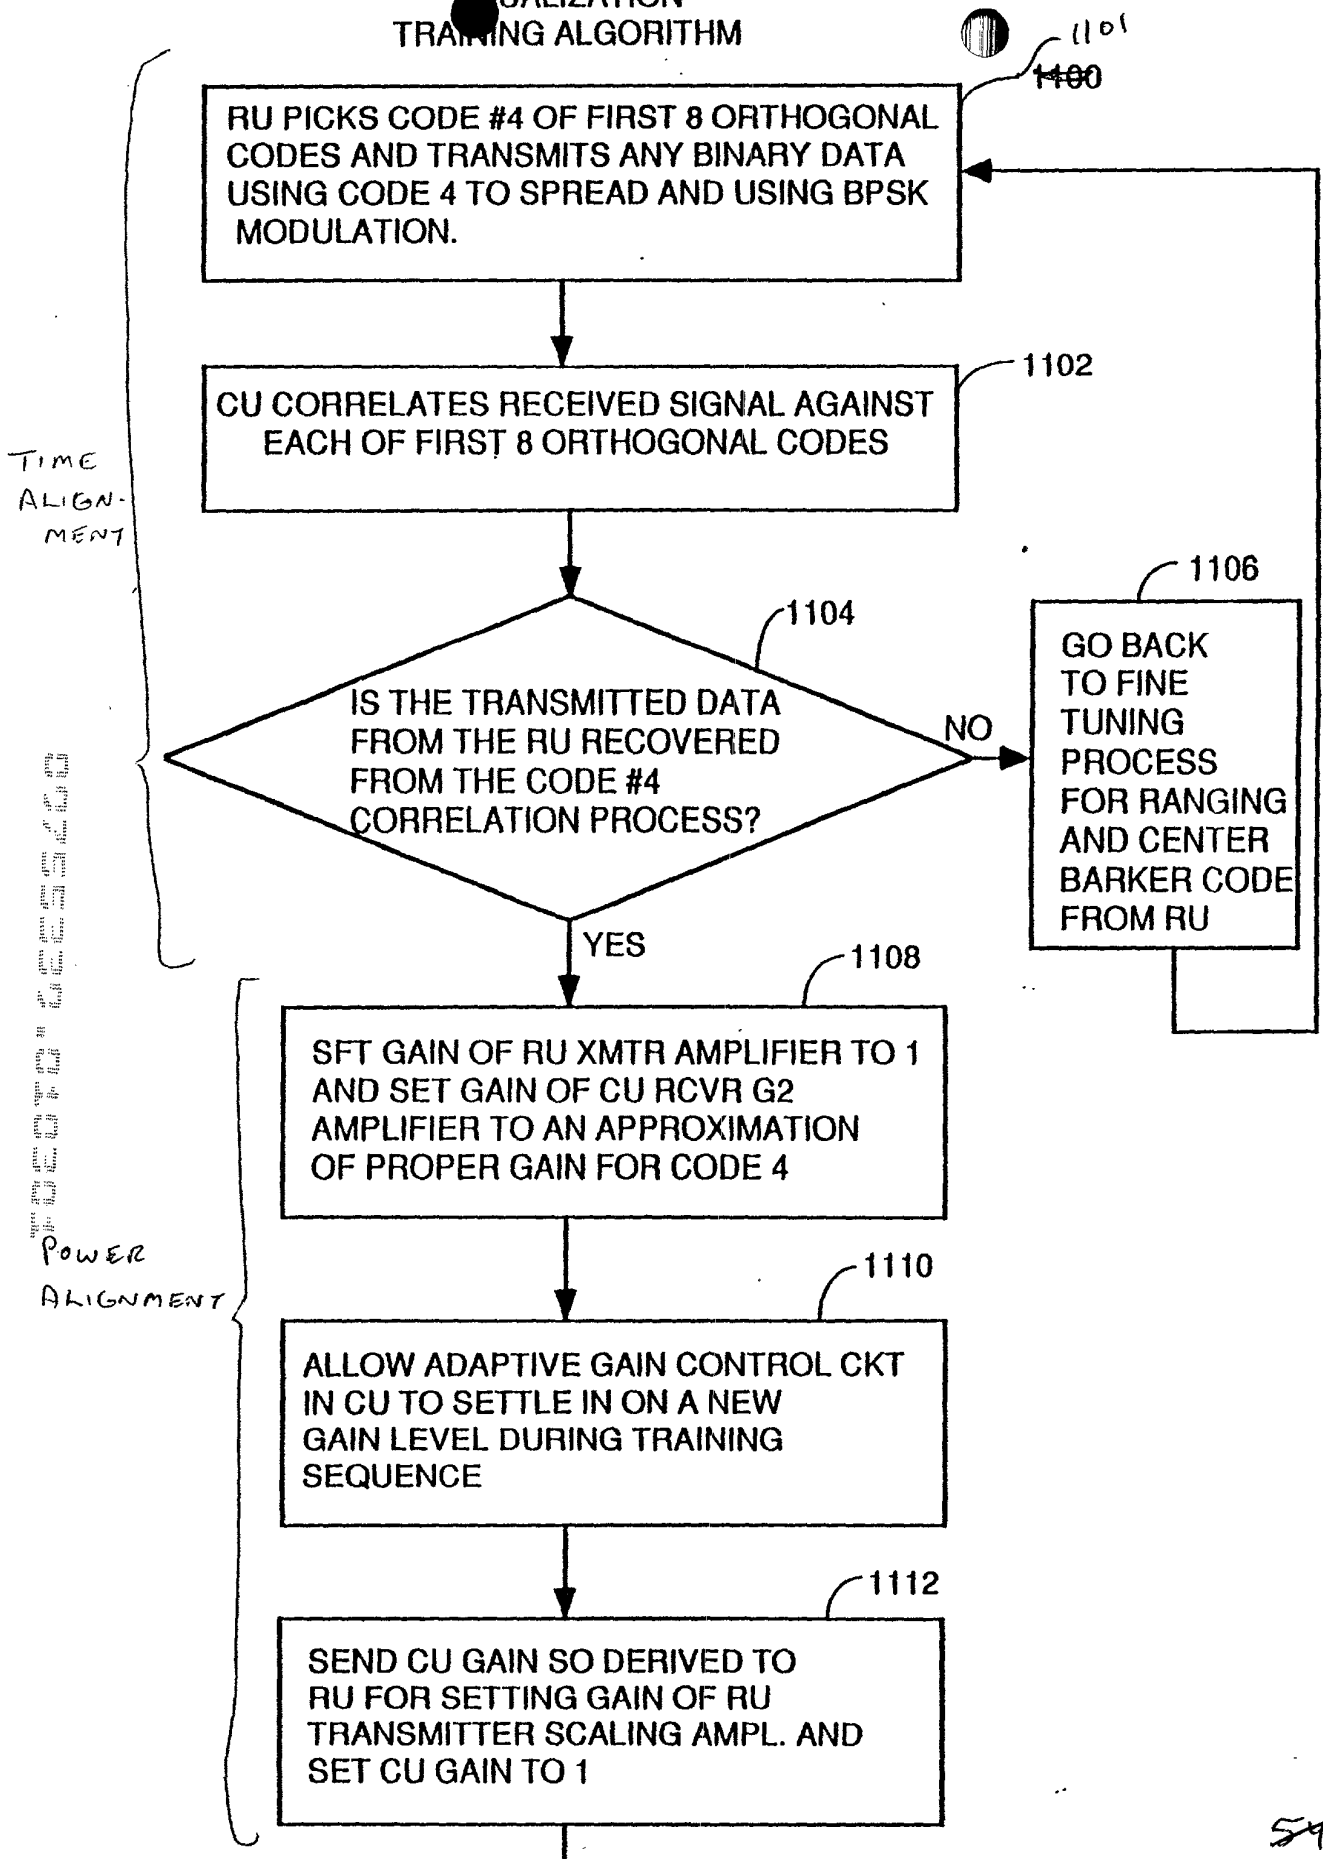 UALIZATION
TRAINING ALGORITHM
1101
1100
RU PICKS CODE #4 OF FIRST 8 ORTHOGONAL
CODES AND TRANSMITS ANY BINARY DATA
USING CODE 4 TO SPREAD AND USING BPSK
MODULATION.
1102
CU CORRELATES RECEIVED SIGNAL AGAINST
EACH OF FIRST 8 ORTHOGONAL CODES
TIME
ALIGN-
MENT
1104
IS THE TRANSMITTED DATA
FROM THE RU RECOVERED
FROM THE CODE #4
CORRELATION PROCESS?
NO
YES
1106
GO BACK
TO FINE
TUNING
PROCESS
FOR RANGING
AND CENTER
BARKER CODE
FROM RU
1108
SFT GAIN OF RU XMTR AMPLIFIER TO 1
AND SET GAIN OF CU RCVR G2
AMPLIFIER TO AN APPROXIMATION
OF PROPER GAIN FOR CODE 4
POWER
ALIGNMENT
1110
ALLOW ADAPTIVE GAIN CONTROL CKT
IN CU TO SETTLE IN ON A NEW
GAIN LEVEL DURING TRAINING
SEQUENCE
1112
SEND CU GAIN SO DERIVED TO
RU FOR SETTING GAIN OF RU
TRANSMITTER SCALING AMPL. AND
SET CU GAIN TO 1
54